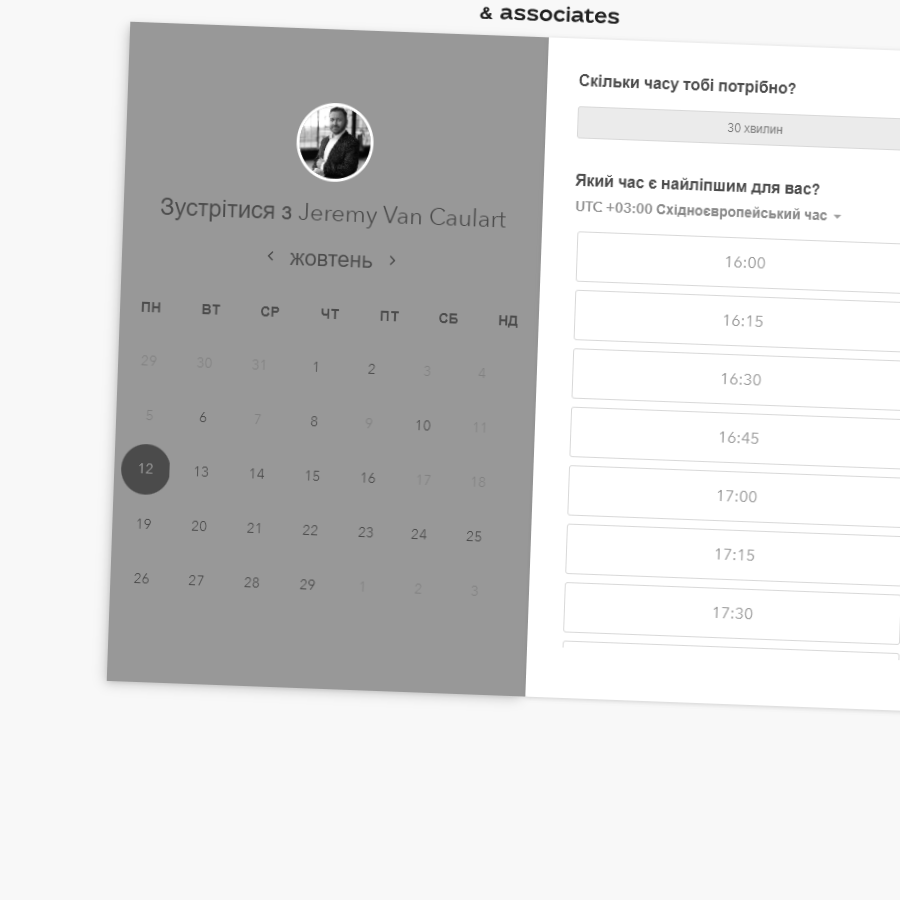 & associates
Зустрітися з Jeremy Van Caulart
жовтень
ПН ВТ СР ЧТ ПТ СБ НД
29 30 31 1 2 3 4
5 6 7 8 9 10 11
12 13 14 15 16 17 18
19 20 21 22 23 24 25
26 27 28 29 1 2 3
Скільки часу тобі потрібно?
30 хвилин
Який час є найліпшим для вас?
UTC +03:00 Східноєвропейський час
16:00
16:15
16:30
16:45
17:00
17:15
17:30